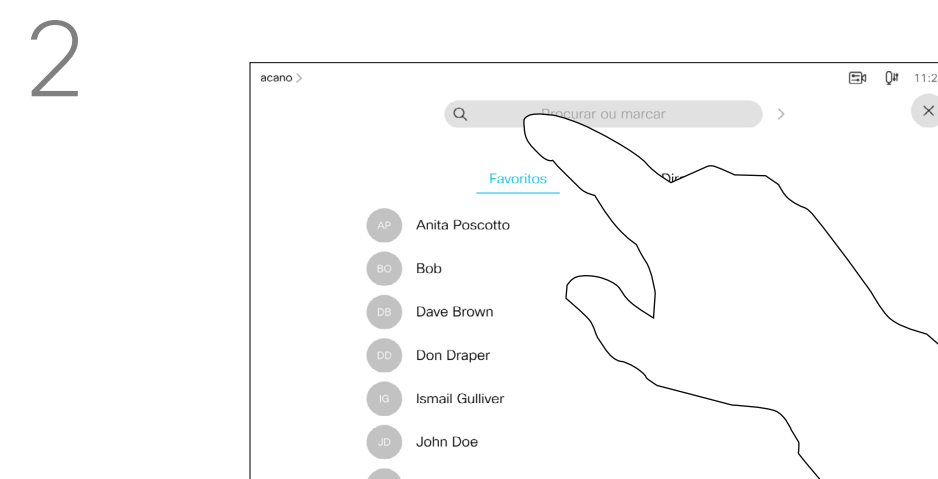 2
acano >
11:2
Procurar ou marcar >
Favoritos Dire
AP Anita Poscotto
BO Bob
DB Dave Brown
DD Don Draper
IG Ismail Gulliver
JD John Doe